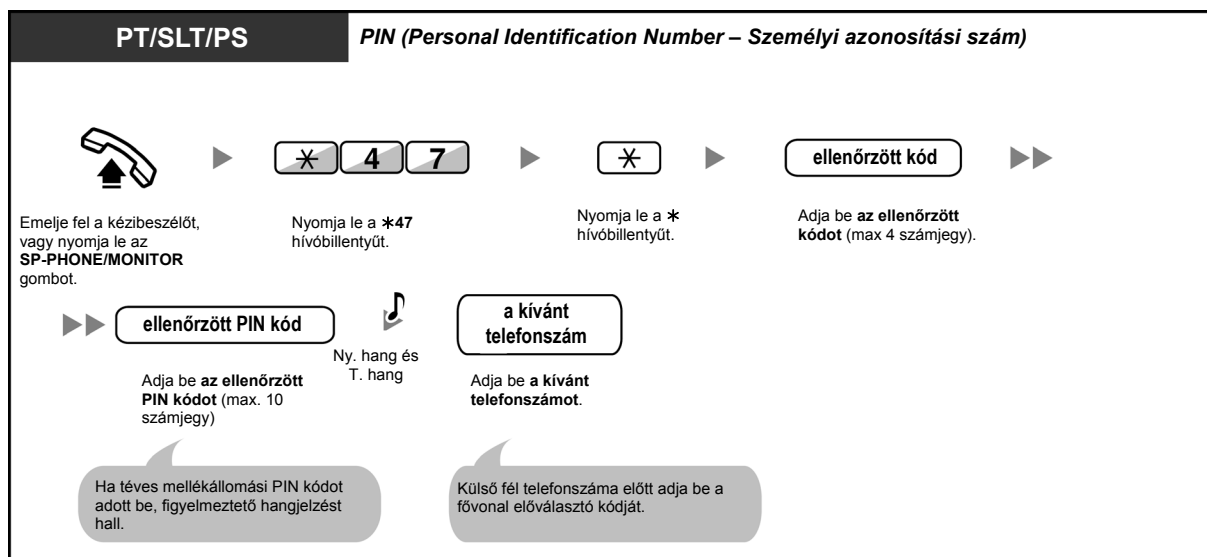 PT/SLT/PS
PIN (Personal Identification Number – Személyi azonosítási szám)
∗ 4 7
∗
ellenőrzött kód
Emelje fel a kézibeszélőt,
vagy nyomja le az
SP-PHONE/MONITOR
gombot.
Nyomja le a ∗47
hívóbillentyűt.
Nyomja le a ∗
hívóbillentyűt.
Adja be az ellenőrzött
kódot (max 4 számjegy).
ellenőrzött PIN kód
Ny. hang és
T. hang
a kívánt
telefonszám
Adja be az ellenőrzött
PIN kódot (max. 10
számjegy)
Adja be a kívánt
telefonszámot.
Ha téves mellékállomási PIN kódot
adott be, figyelmeztető hangjelzést
hall.
Külső fél telefonszáma előtt adja be a
fővonal előválasztó kódját.